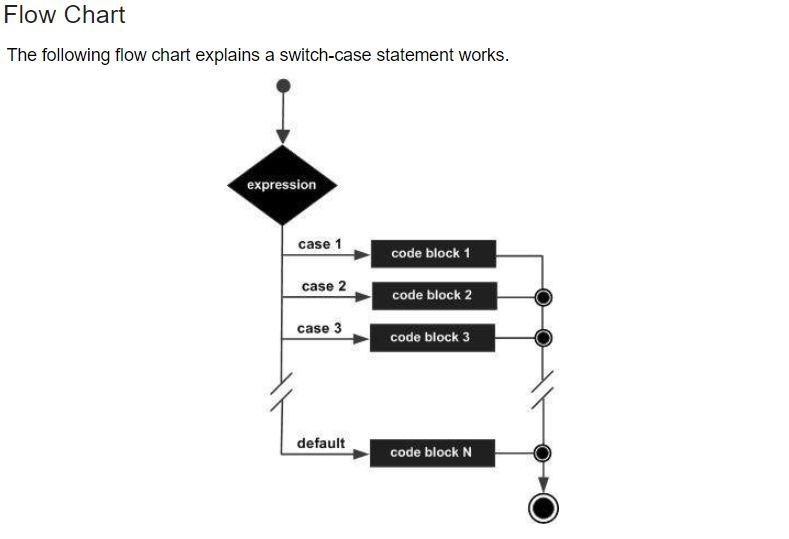 Flow Chart
The following flow chart explains a switch-case statement works.
expression
case 1
code block 1
case 2
code block 2
case 3
code block 3
default
code block N